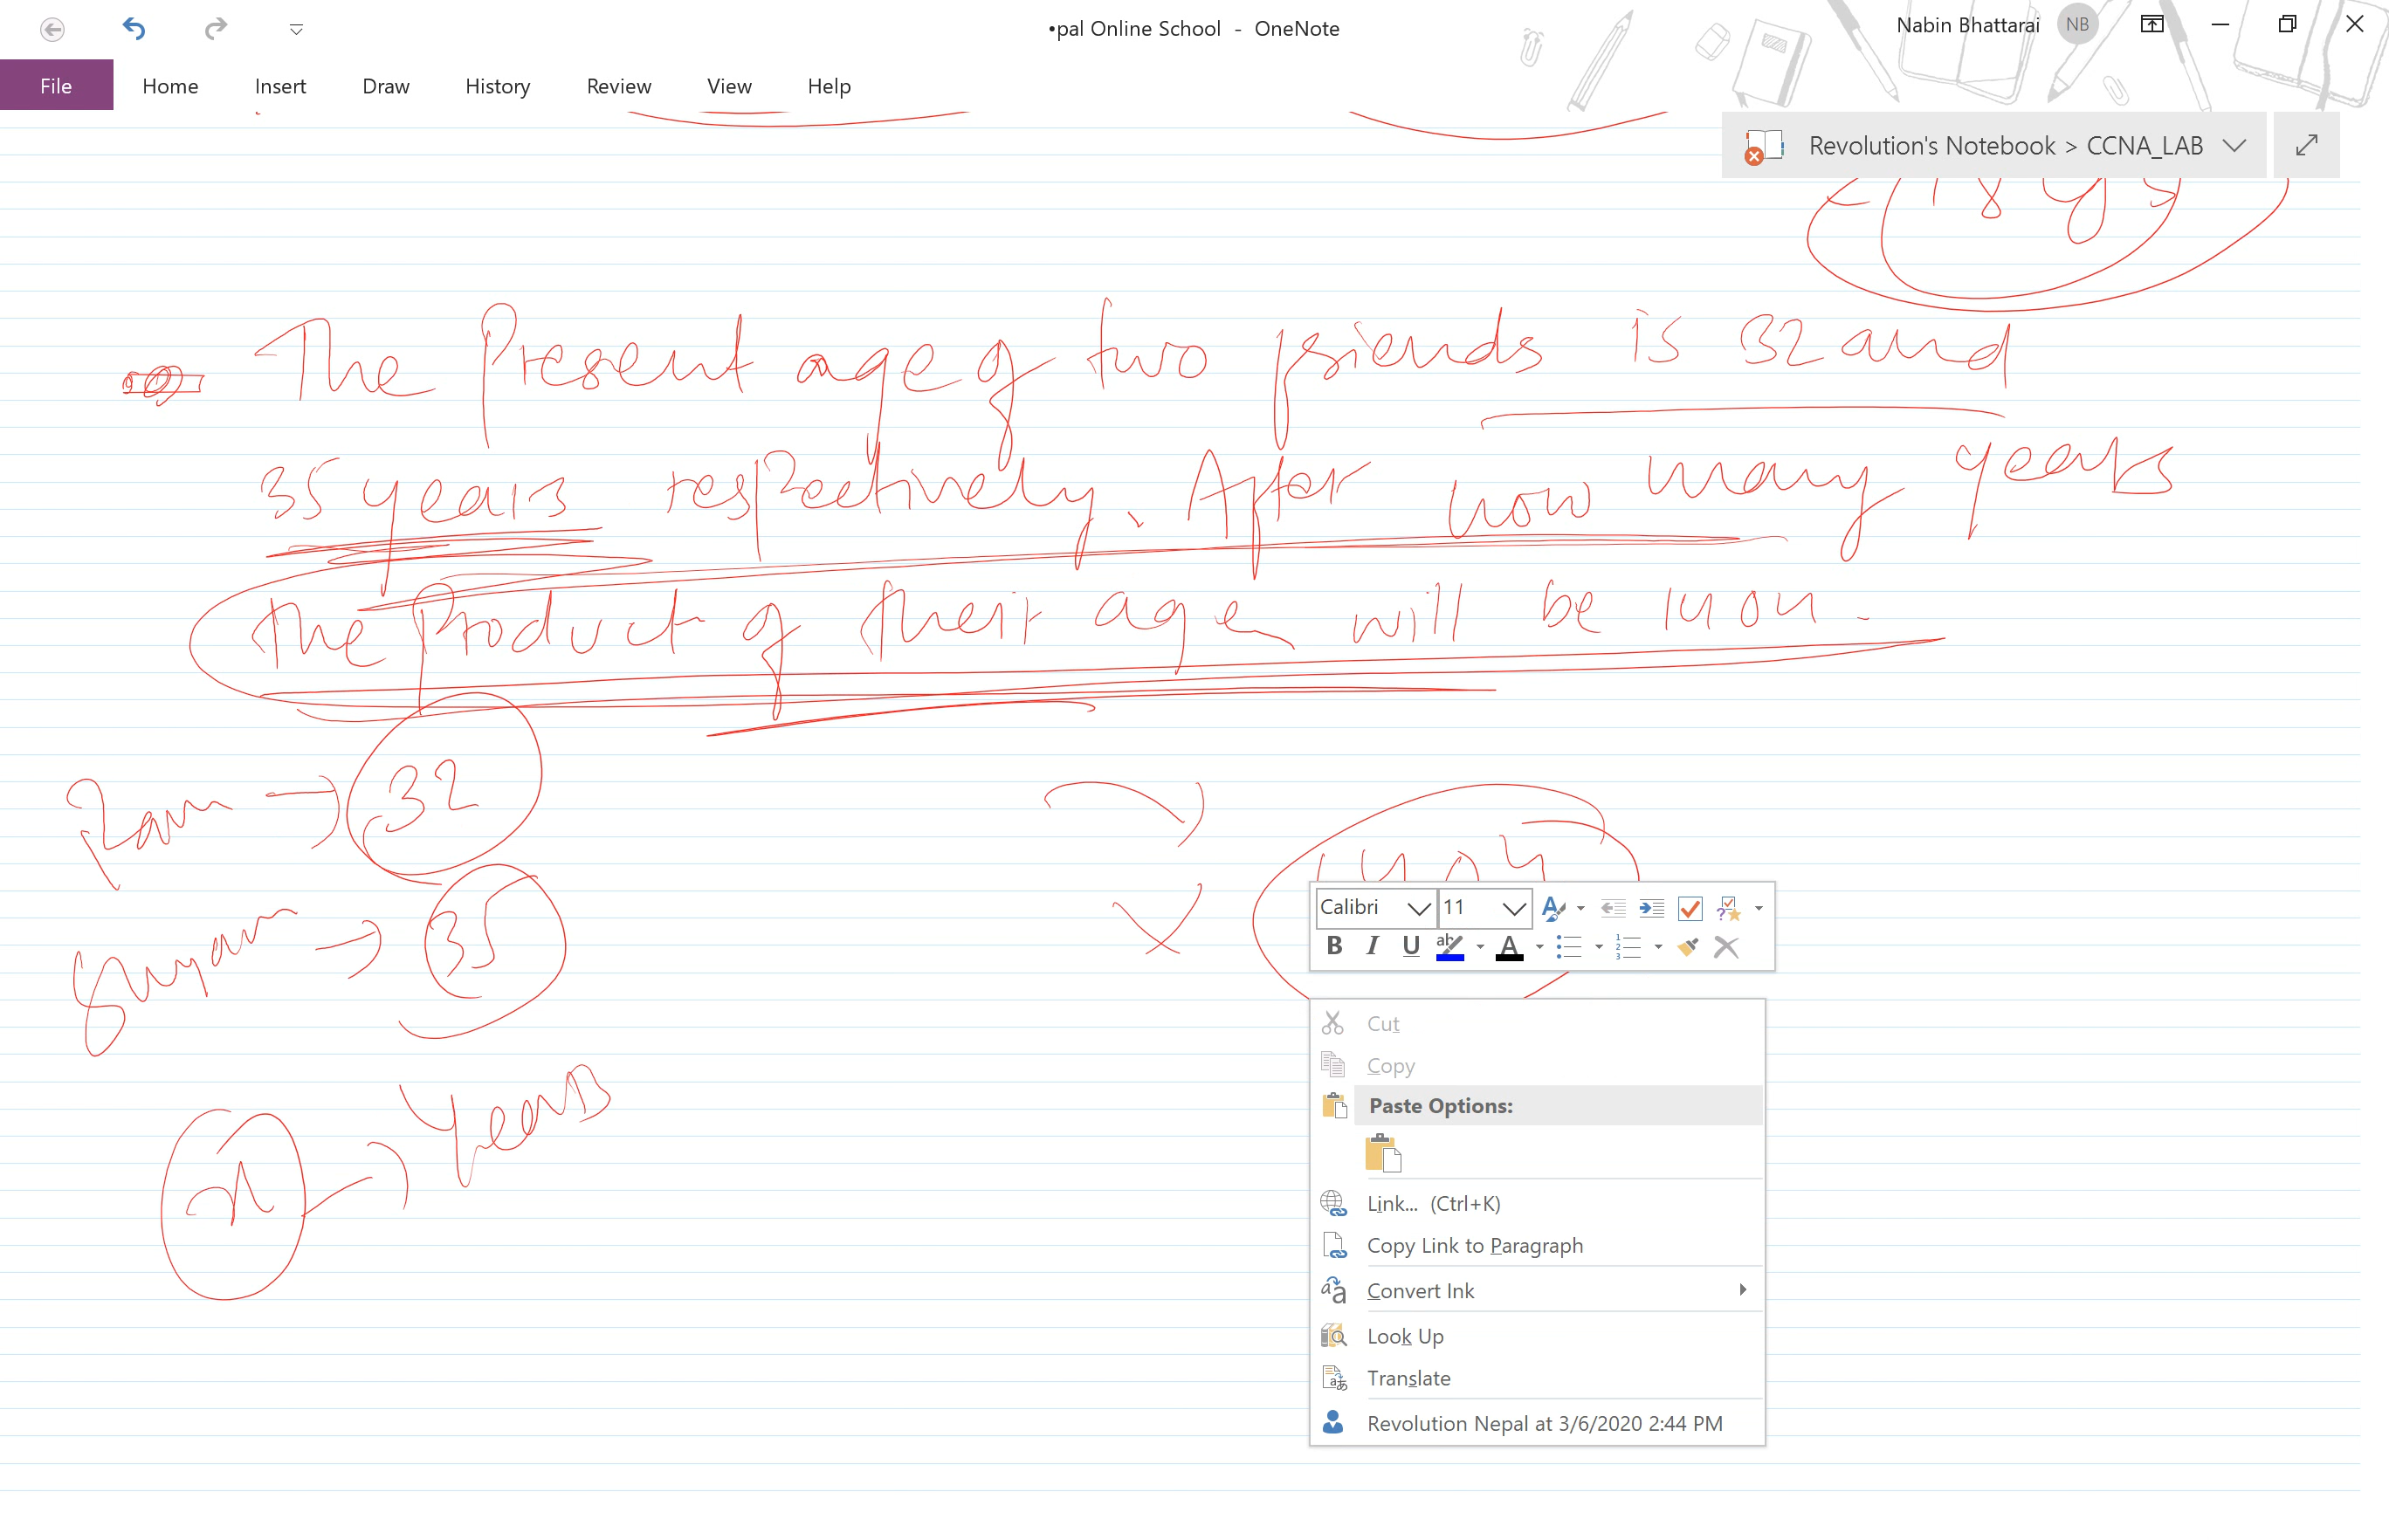 •pal Online School - OneNote
Nabin Bhattarai NB
File Home Insert Draw History Review View Help
Revolution's Notebook > CCNA_LAB
18 yrs
The Present age of two friends is 32 and
35 years respectively. After how many years
the Product of their age will be 1404.
Ram → 32
1404
Shyam → 35
x → Years
Calibri 11
B I U A
Cut
Copy
Paste Options:
Link... (Ctrl+K)
Copy Link to Paragraph
Convert Ink
Look Up
Translate
Revolution Nepal at 3/6/2020 2:44 PM